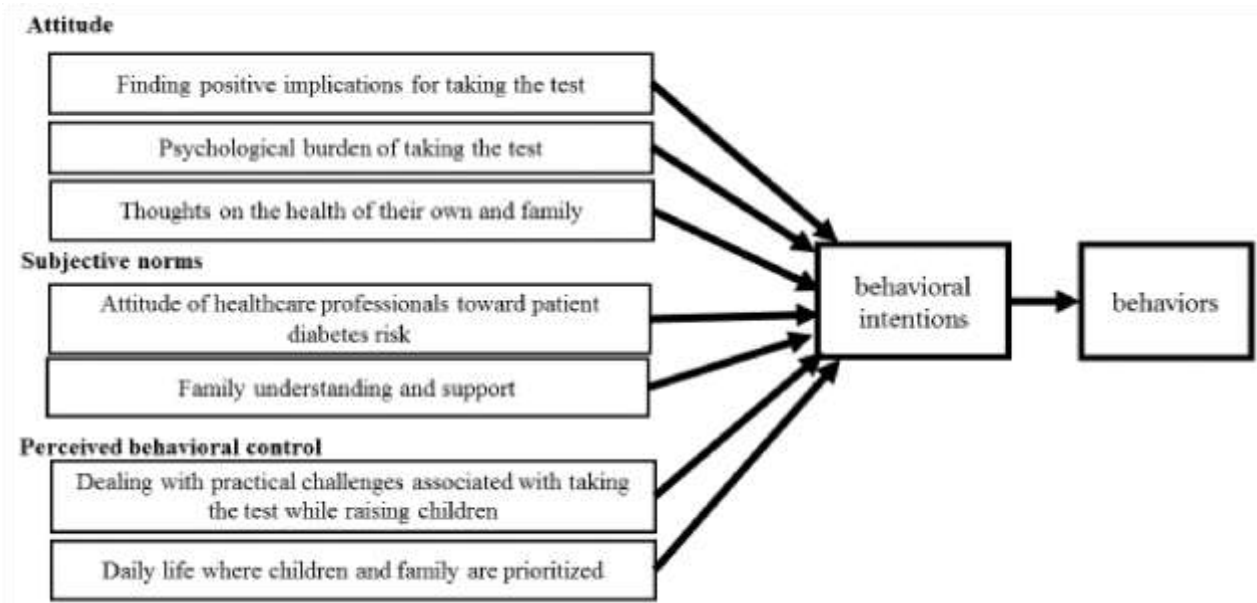 Attitude
Finding positive implications for taking the test
Psychological burden of taking the test
Thoughts on the health of their own and family
Subjective norms
Attitude of healthcare professionals toward patient
diabetes risk
Family understanding and support
Perceived behavioral control
Dealing with practical challenges associated with taking
the test while raising children
Daily life where children and family are prioritized
behavioral
intentions
behaviors